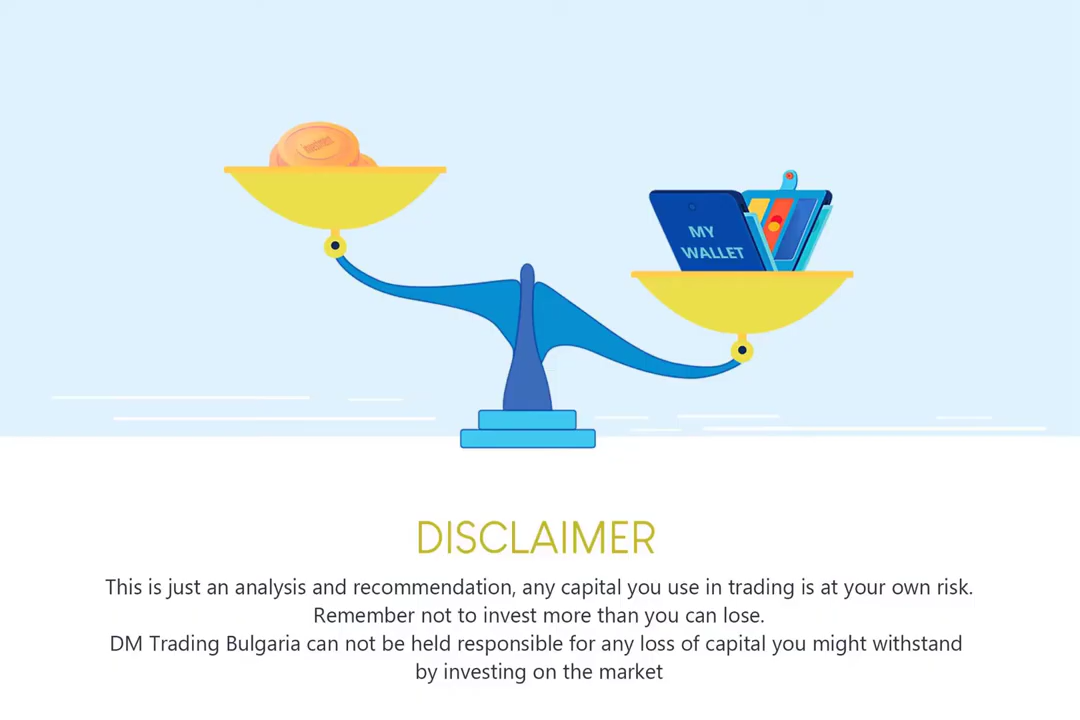 investment
MY
WALLET
DISCLAIMER
This is just an analysis and recommendation, any capital you use in trading is at your own risk.
Remember not to invest more than you can lose.
DM Trading Bulgaria can not be held responsible for any loss of capital you might withstand
by investing on the market